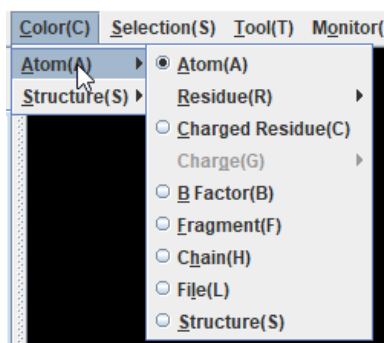 Color(C) Selection(S) Tool(T) Monitor(
Atom(A)
Structure(S)
Atom(A)
Residue(R)
Charged Residue(C)
Charge(G)
B Factor(B)
Fragment(F)
Chain(H)
File(L)
Structure(S)